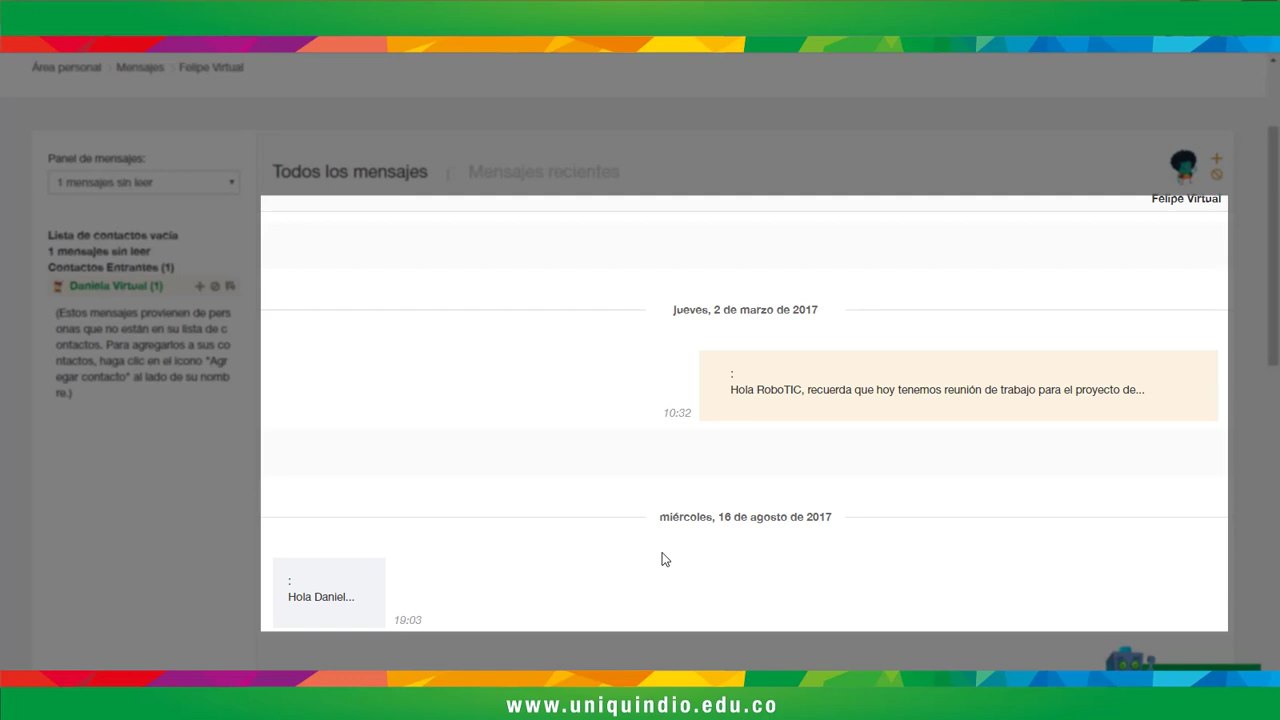 Área personal › Mensajes › Felipe Virtual
Panel de mensajes:
1 mensajes sin leer
Lista de contactos vacía
1 mensajes sin leer
Contactos Entrantes (1)
Daniela Virtual (1)
(Estos mensajes provienen de pers
onas que no están en su lista de c
ontactos. Para agregarlos a sus co
ntactos, haga clic en el icono "Agr
egar contacto" al lado de su nomb
re.)
Todos los mensajes ( Mensajes recientes
Felipe Virtual
jueves, 2 de marzo de 2017
:
Hola RoboTIC, recuerda que hoy tenemos reunión de trabajo para el proyecto de...
10:32
miércoles, 16 de agosto de 2017
:
Hola Daniel...
19:03
www.uniquindio.edu.co